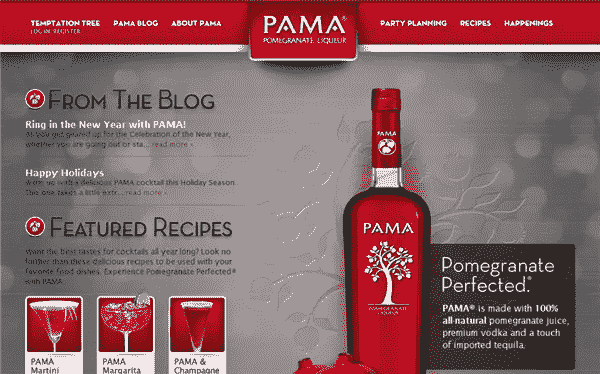 TEMPTATION TREE
PAMA BLOG
ABOUT PAMA
LOG IN REGISTER
PAMA®
POMEGRANATE LIQUEUR
PARTY PLANNING
RECIPES
HAPPENINGS
FROM THE BLOG
Ring in the New Year with PAMA!
All you get geared up for the Celebration of the New Year,
whether you are going out or sta... read more »
Happy Holidays
Warm up with a delicious PAMA cocktail this Holiday Season.
This one takes a little extr... read more »
FEATURED RECIPES
Want the best tastes for cocktails all year long? Look no
further than these delicious recipes to be used with your
favorite food dishes. Experience Pomegranate Perfected®
with PAMA.
PAMA
Martini
PAMA
Margarita
PAMA &
Champagne
PAMA
PAMA
POMEGRANATE
LIQUEUR
Pomegranate
Perfected.
PAMA® is made with 100%
all-natural pomegranate juice,
premium vodka and a touch
of imported tequila.